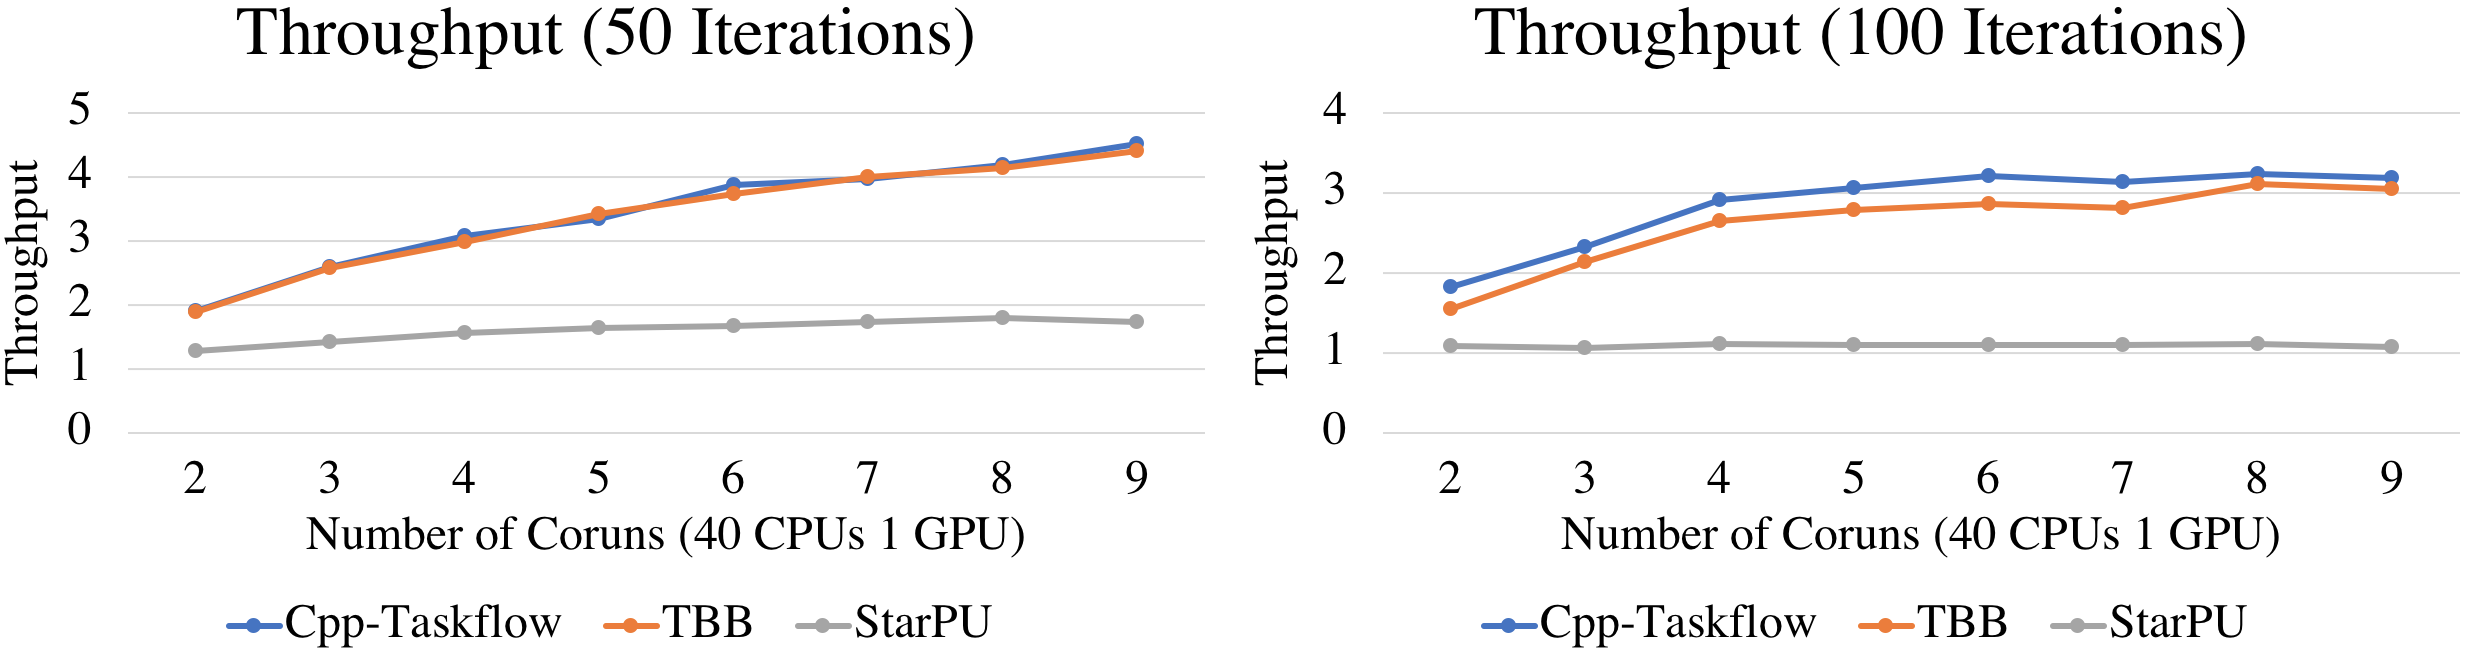 Throughput (50 Iterations)
Throughput
5
4
3
2
1
0
2 3 4 5 6 7 8 9
Number of Coruns (40 CPUs 1 GPU)
Cpp-Taskflow TBB StarPU
Throughput (100 Iterations)
Throughput
4
3
2
1
0
2 3 4 5 6 7 8 9
Number of Coruns (40 CPUs 1 GPU)
Cpp-Taskflow TBB StarPU